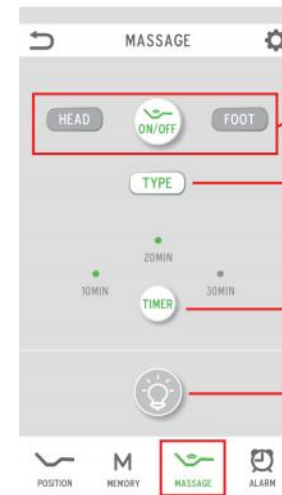 MASSAGE
HEAD
ON/OFF
FOOT
TYPE
20MIN
10MIN
30MIN
TIMER
POSITION
M
MEMORY
MASSAGE
ALARM